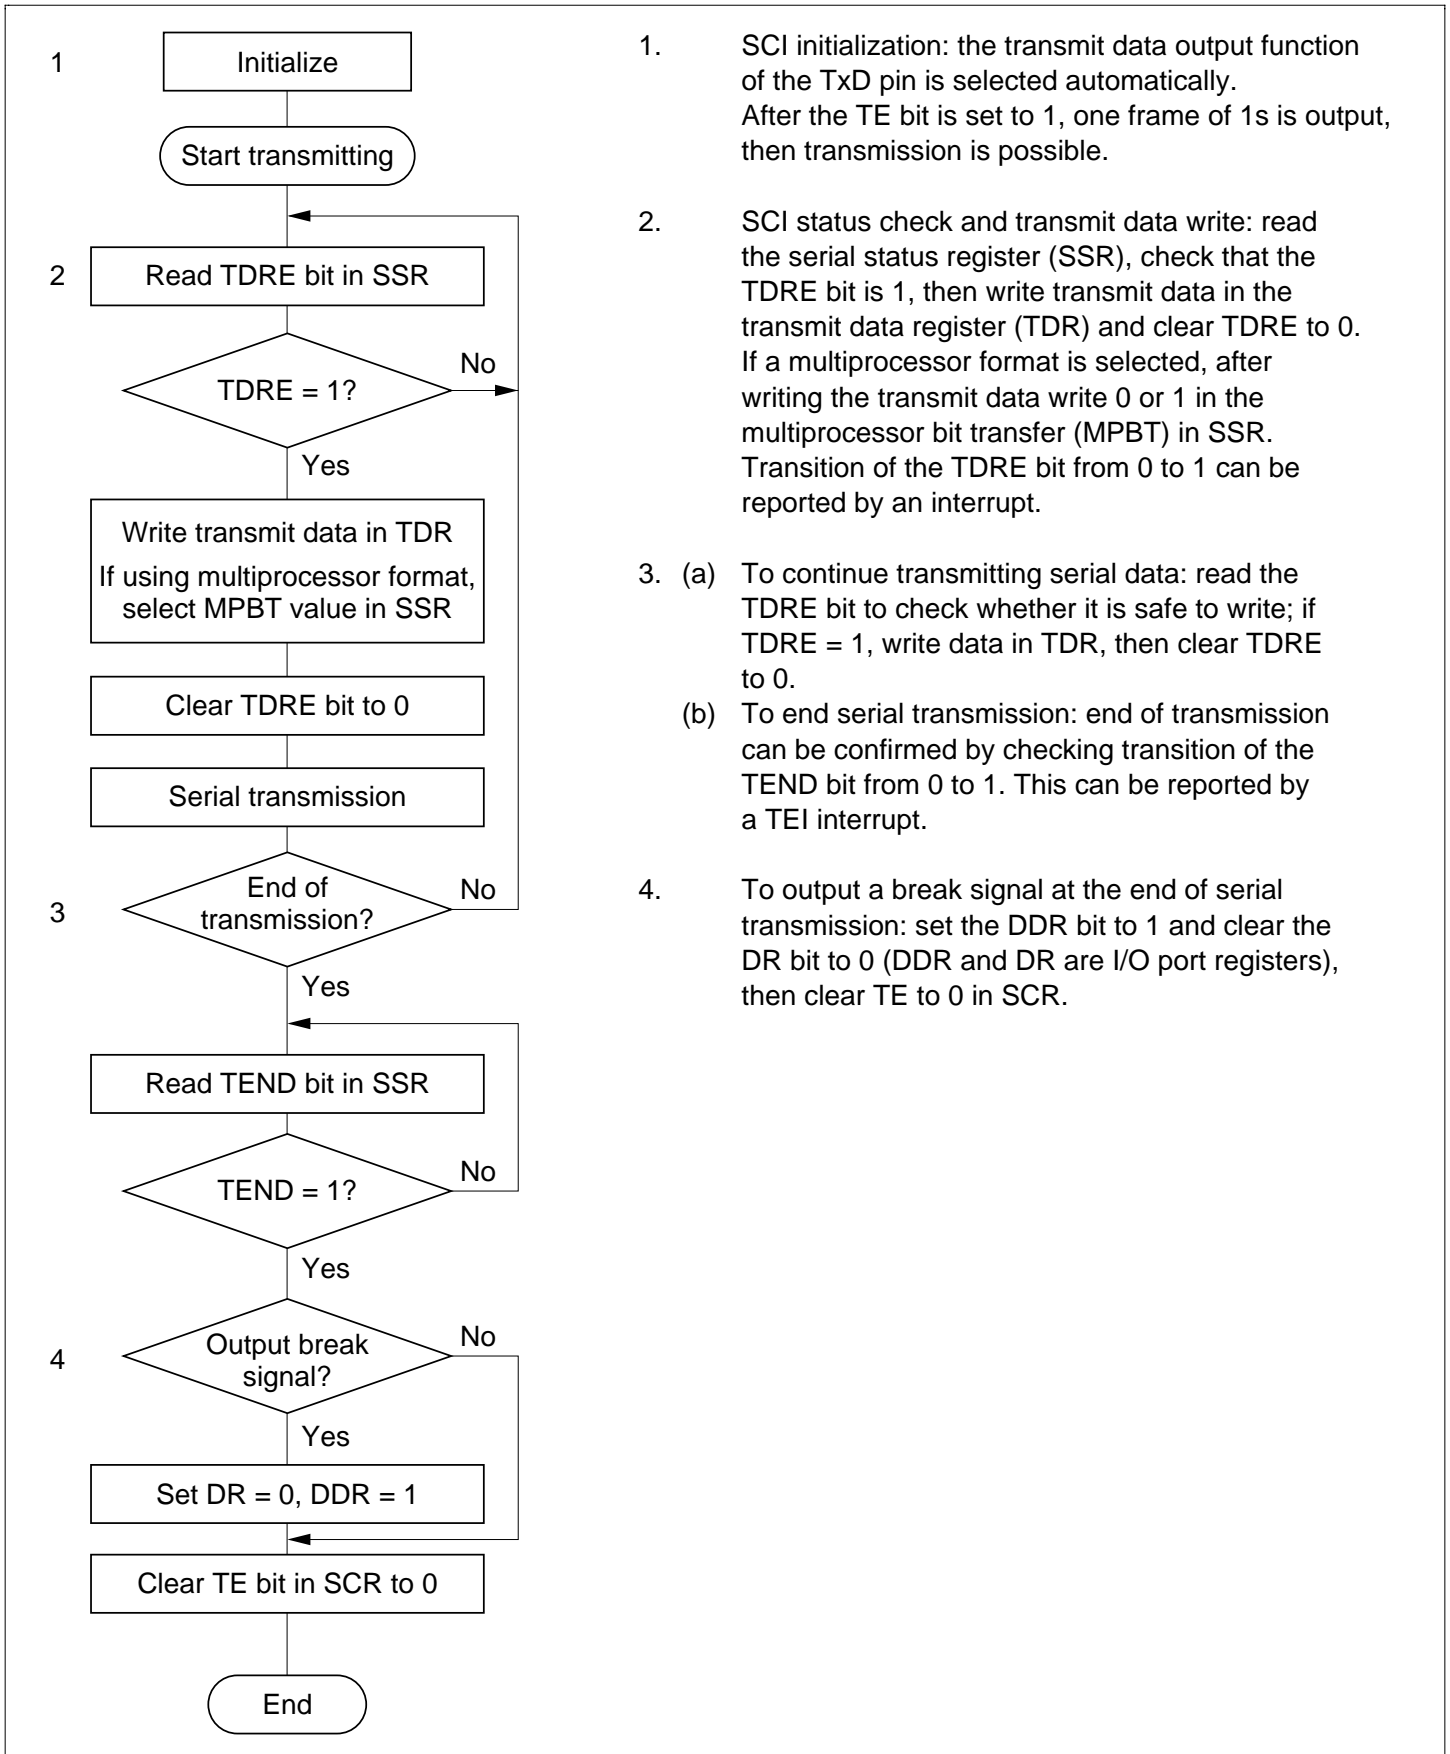 1
Initialize
Start transmitting
2
Read TDRE bit in SSR
TDRE = 1?
No
Yes
Write transmit data in TDR
If using multiprocessor format,
select MPBT value in SSR
Clear TDRE bit to 0
Serial transmission
3
End of
transmission?
No
Yes
Read TEND bit in SSR
TEND = 1?
No
Yes
4
Output break
signal?
No
Yes
Set DR = 0, DDR = 1
Clear TE bit in SCR to 0
End
1. SCI initialization: the transmit data output function
of the TxD pin is selected automatically.
After the TE bit is set to 1, one frame of 1s is output,
then transmission is possible.
2. SCI status check and transmit data write: read
the serial status register (SSR), check that the
TDRE bit is 1, then write transmit data in the
transmit data register (TDR) and clear TDRE to 0.
If a multiprocessor format is selected, after
writing the transmit data write 0 or 1 in the
multiprocessor bit transfer (MPBT) in SSR.
Transition of the TDRE bit from 0 to 1 can be
reported by an interrupt.
3. (a) To continue transmitting serial data: read the
TDRE bit to check whether it is safe to write; if
TDRE = 1, write data in TDR, then clear TDRE
to 0.
(b) To end serial transmission: end of transmission
can be confirmed by checking transition of the
TEND bit from 0 to 1. This can be reported by
a TEI interrupt.
4. To output a break signal at the end of serial
transmission: set the DDR bit to 1 and clear the
DR bit to 0 (DDR and DR are I/O port registers),
then clear TE to 0 in SCR.